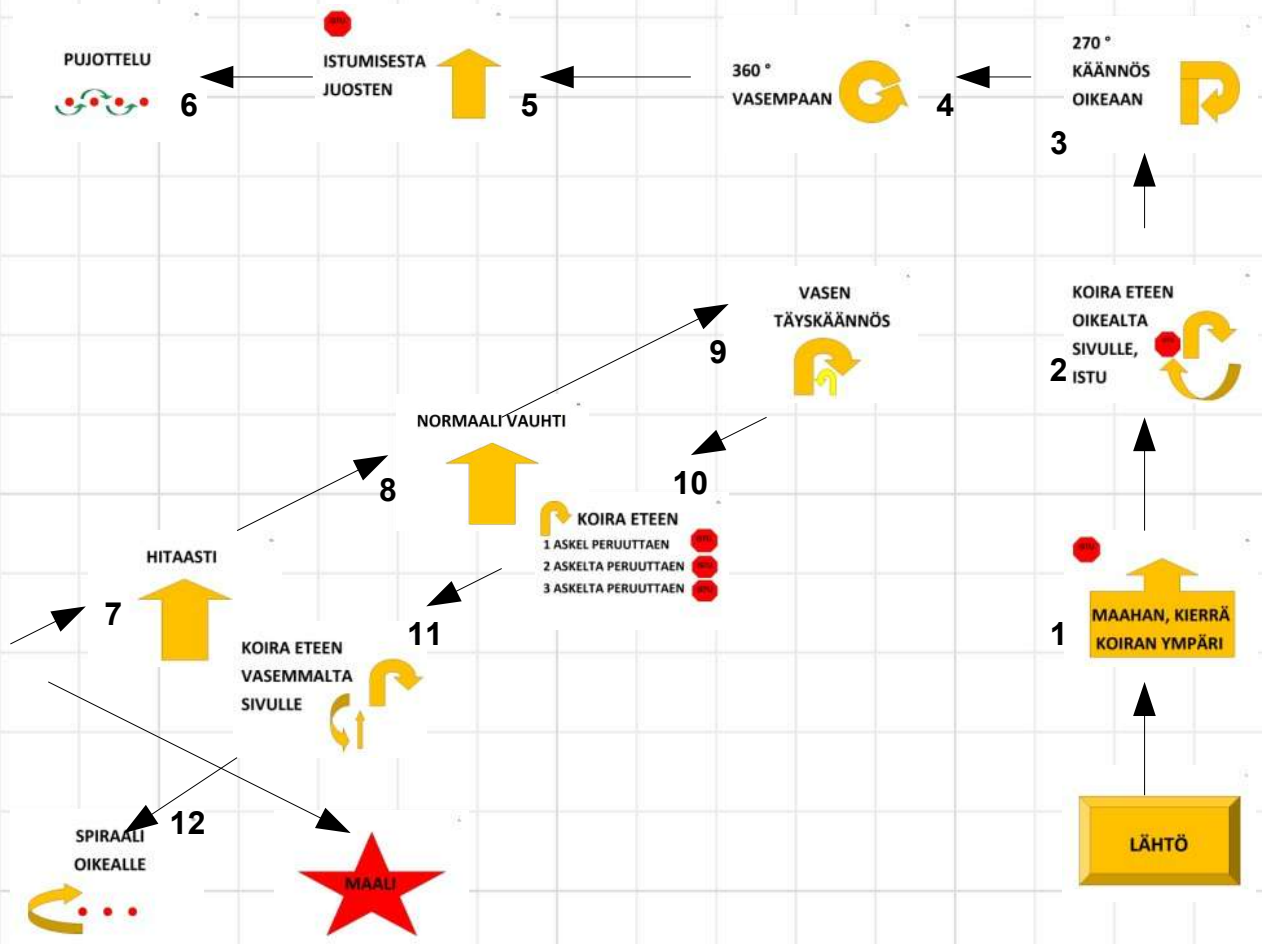 PUJOTTELU
6
ISTUMISESTA
JUOSTEN
5
360 °
VASEMPAAN
4
270 °
KÄÄNNÖS
OIKEAAN
3
VASEN
TÄYSKÄÄNNÖS
9
KOIRA ETEEN
OIKEALTA
SIVULLE,
ISTU
2
NORMAALI VAUHTI
8
10
KOIRA ETEEN
1 ASKEL PERUUTTAEN
2 ASKELTA PERUUTTAEN
3 ASKELTA PERUUTTAEN
HITAASTI
7
11
KOIRA ETEEN
VASEMMALTA
SIVULLE
1
MAAHAN, KIERRÄ
KOIRAN YMPÄRI
12
SPIRAALI
OIKEALLE
MAALI
LÄHTÖ